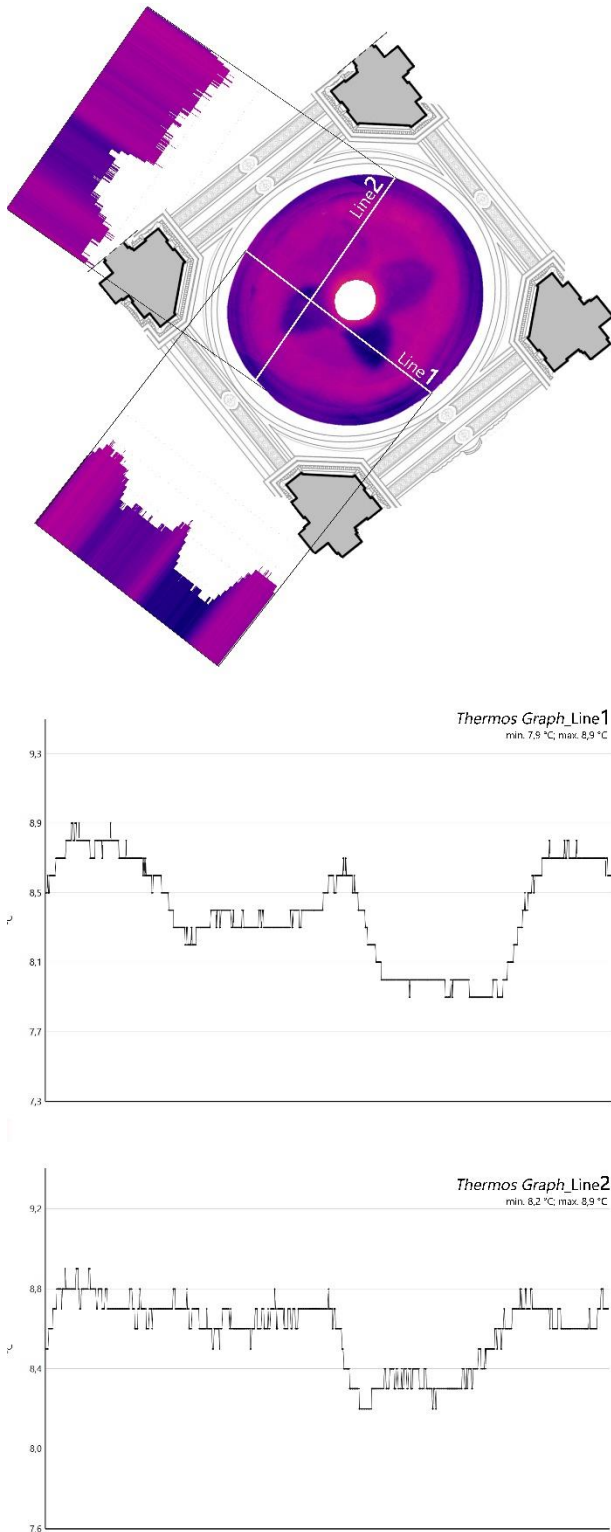 Line2
Line 1
Thermos Graph_Line1
min. 7,9 °C; max. 8,9 °C
9,3
8,9
8,5
°C
8,1
7,7
7,3
Thermos Graph_Line2
min. 8,2 °C; max. 8,9 °C
9,2
8,8
8,4
°C
8,0
7,6